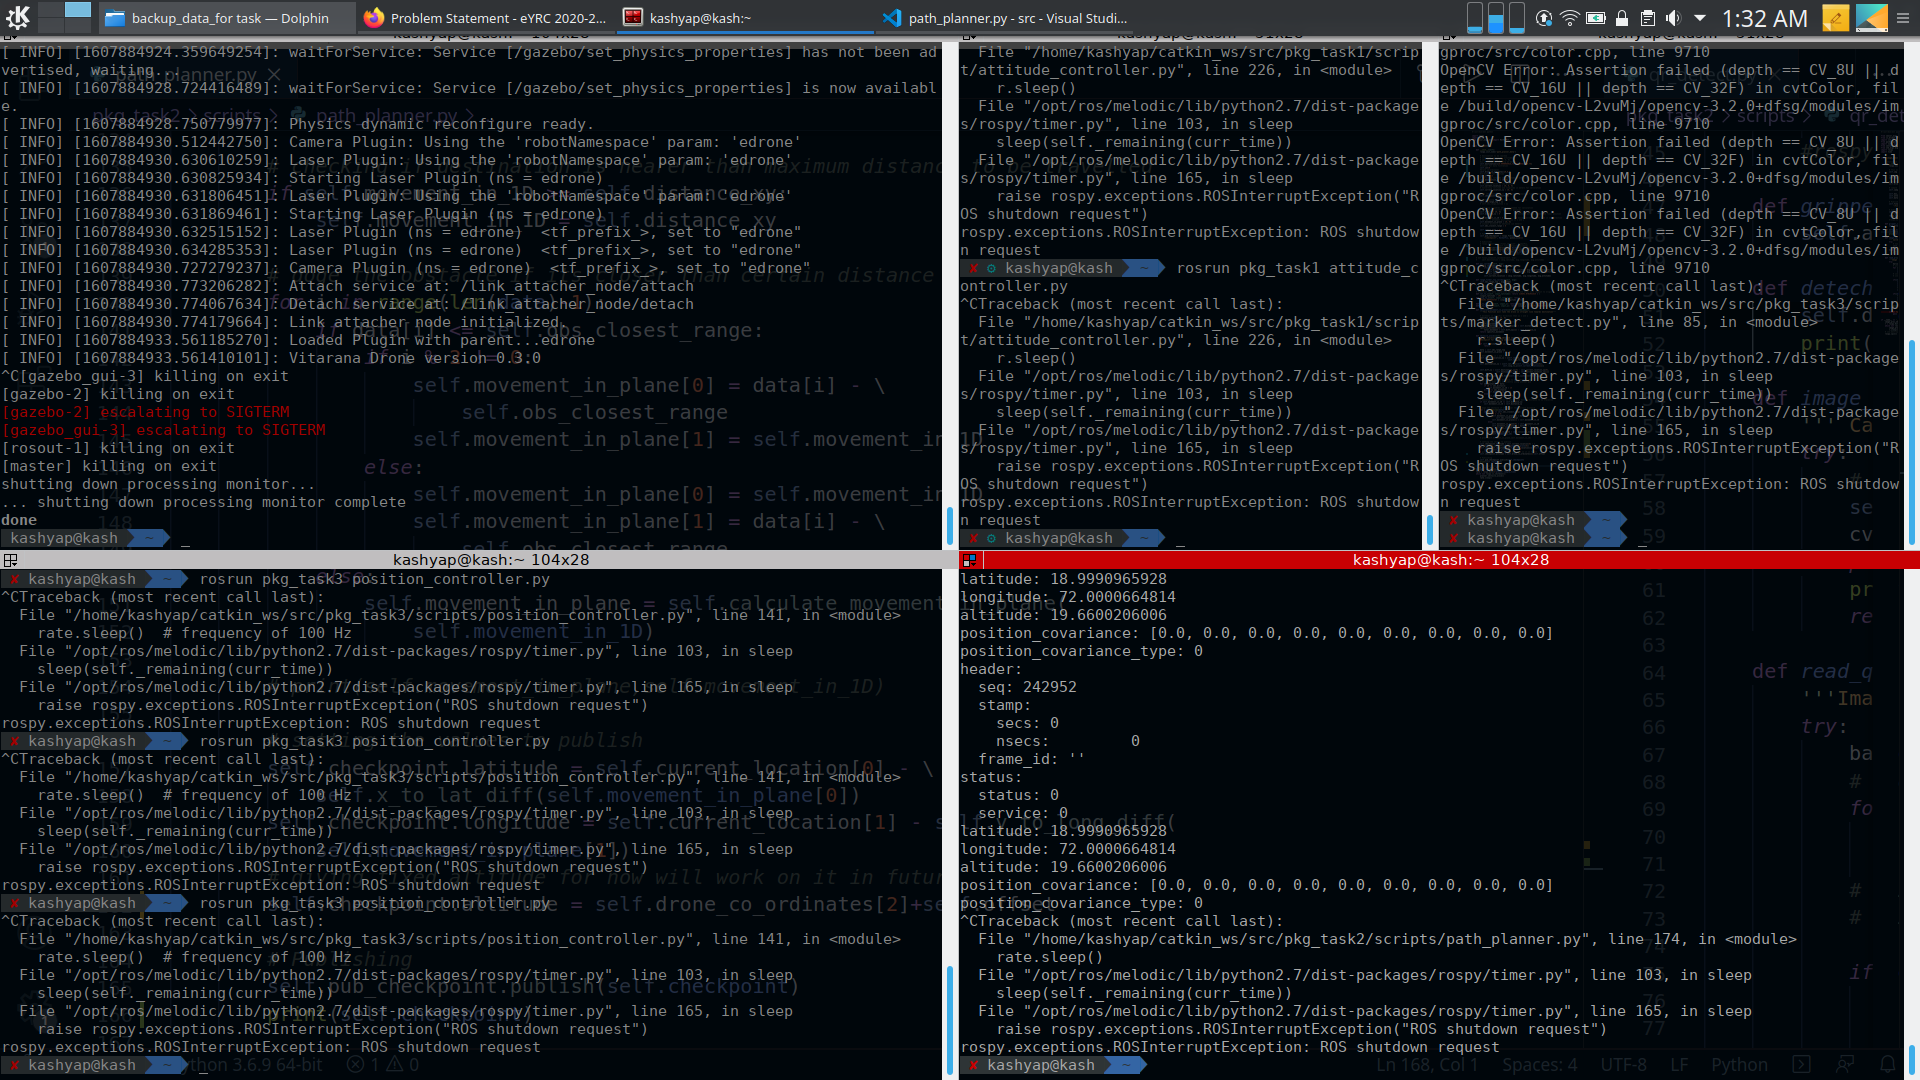 backup_data_for task — Dolphin
Problem Statement - eYRC 2020-2...
kashyap@kash:~
path_planner.py - src - Visual Studi...
1:32 AM
[ INFO] [1607884924.359649254]: waitForService: Service [/gazebo/set_physics_properties] has not been ad
vertised, waiting...
[ INFO] [1607884928.724416489]: waitForService: Service [/gazebo/set_physics_properties] is now availabl
e.
[ INFO] [1607884928.750779977]: Physics dynamic reconfigure ready.
[ INFO] [1607884930.512442750]: Camera Plugin: Using the 'robotNamespace' param: 'edrone'
[ INFO] [1607884930.630610259]: Laser Plugin: Using the 'robotNamespace' param: 'edrone'
[ INFO] [1607884930.630825934]: Starting Laser Plugin (ns = edrone)
[ INFO] [1607884930.631806451]: Laser Plugin: Using the 'robotNamespace' param: 'edrone'
[ INFO] [1607884930.631869461]: Starting Laser Plugin (ns = edrone)
[ INFO] [1607884930.632515152]: Laser Plugin (ns = edrone)  <tf_prefix_>, set to "edrone"
[ INFO] [1607884930.634285353]: Laser Plugin (ns = edrone)  <tf_prefix_>, set to "edrone"
[ INFO] [1607884930.727279237]: Camera Plugin (ns = edrone)  <tf_prefix_>, set to "edrone"
[ INFO] [1607884930.773206282]: Attach service at: /link_attacher_node/attach
[ INFO] [1607884930.774067634]: Detach service at: /link_attacher_node/detach
[ INFO] [1607884930.774179664]: Link attacher node initialized.
[ INFO] [1607884933.561185270]: Loaded Plugin with parent...edrone
[ INFO] [1607884933.561410101]: Vitarana Drone version 0.3.0
^C[gazebo_gui-3] killing on exit
[gazebo-2] killing on exit
[gazebo-2] escalating to SIGTERM
[gazebo_gui-3] escalating to SIGTERM
[rosout-1] killing on exit
[master] killing on exit
shutting down processing monitor...
... shutting down processing monitor complete
done
kashyap@kash ~
File "/home/kashyap/catkin_ws/src/pkg_task1/scrip
t/attitude_controller.py", line 226, in <module>
r.sleep()
File "/opt/ros/melodic/lib/python2.7/dist-package
s/rospy/timer.py", line 103, in sleep
sleep(self._remaining(curr_time))
File "/opt/ros/melodic/lib/python2.7/dist-package
s/rospy/timer.py", line 165, in sleep
raise rospy.exceptions.ROSInterruptException("R
OS shutdown request")
rospy.exceptions.ROSInterruptException: ROS shutdow
n request
✘ ⚙ kashyap@kash ~ rosrun pkg_task1 attitude_c
ontroller.py
^CTraceback (most recent call last):
File "/home/kashyap/catkin_ws/src/pkg_task1/scrip
t/attitude_controller.py", line 226, in <module>
r.sleep()
File "/opt/ros/melodic/lib/python2.7/dist-package
s/rospy/timer.py", line 103, in sleep
sleep(self._remaining(curr_time))
File "/opt/ros/melodic/lib/python2.7/dist-package
s/rospy/timer.py", line 165, in sleep
raise rospy.exceptions.ROSInterruptException("R
OS shutdown request")
rospy.exceptions.ROSInterruptException: ROS shutdow
n request
✘ ⚙ kashyap@kash ~
gproc/src/color.cpp, line 9710
OpenCV Error: Assertion failed (depth == CV_8U || d
epth == CV_16U || depth == CV_32F) in cvtColor, fil
e /build/opencv-L2vuMj/opencv-3.2.0+dfsg/modules/im
gproc/src/color.cpp, line 9710
OpenCV Error: Assertion failed (depth == CV_8U || d
epth == CV_16U || depth == CV_32F) in cvtColor, fil
e /build/opencv-L2vuMj/opencv-3.2.0+dfsg/modules/im
gproc/src/color.cpp, line 9710
OpenCV Error: Assertion failed (depth == CV_8U || d
epth == CV_16U || depth == CV_32F) in cvtColor, fil
e /build/opencv-L2vuMj/opencv-3.2.0+dfsg/modules/im
gproc/src/color.cpp, line 9710
^CTraceback (most recent call last):
File "/home/kashyap/catkin_ws/src/pkg_task3/scrip
ts/marker_detect.py", line 85, in <module>
r.sleep()
File "/opt/ros/melodic/lib/python2.7/dist-package
s/rospy/timer.py", line 103, in sleep
sleep(self._remaining(curr_time))
File "/opt/ros/melodic/lib/python2.7/dist-package
s/rospy/timer.py", line 165, in sleep
raise rospy.exceptions.ROSInterruptException("R
OS shutdown request")
rospy.exceptions.ROSInterruptException: ROS shutdow
n request
✘ kashyap@kash ~
✘ kashyap@kash ~
kashyap@kash:~ 104x28
✘ kashyap@kash ~ rosrun pkg_task3 position_controller.py
^CTraceback (most recent call last):
File "/home/kashyap/catkin_ws/src/pkg_task3/scripts/position_controller.py", line 141, in <module>
rate.sleep()  # frequency of 100 Hz
File "/opt/ros/melodic/lib/python2.7/dist-packages/rospy/timer.py", line 103, in sleep
sleep(self._remaining(curr_time))
File "/opt/ros/melodic/lib/python2.7/dist-packages/rospy/timer.py", line 165, in sleep
raise rospy.exceptions.ROSInterruptException("ROS shutdown request")
rospy.exceptions.ROSInterruptException: ROS shutdown request
✘ kashyap@kash ~ rosrun pkg_task3 position_controller.py
^CTraceback (most recent call last):
File "/home/kashyap/catkin_ws/src/pkg_task3/scripts/position_controller.py", line 141, in <module>
rate.sleep()  # frequency of 100 Hz
File "/opt/ros/melodic/lib/python2.7/dist-packages/rospy/timer.py", line 103, in sleep
sleep(self._remaining(curr_time))
File "/opt/ros/melodic/lib/python2.7/dist-packages/rospy/timer.py", line 165, in sleep
raise rospy.exceptions.ROSInterruptException("ROS shutdown request")
rospy.exceptions.ROSInterruptException: ROS shutdown request
✘ kashyap@kash ~ rosrun pkg_task3 position_controller.py
^CTraceback (most recent call last):
File "/home/kashyap/catkin_ws/src/pkg_task3/scripts/position_controller.py", line 141, in <module>
rate.sleep()  # frequency of 100 Hz
File "/opt/ros/melodic/lib/python2.7/dist-packages/rospy/timer.py", line 103, in sleep
sleep(self._remaining(curr_time))
File "/opt/ros/melodic/lib/python2.7/dist-packages/rospy/timer.py", line 165, in sleep
raise rospy.exceptions.ROSInterruptException("ROS shutdown request")
rospy.exceptions.ROSInterruptException: ROS shutdown request
✘ kashyap@kash ~
kashyap@kash:~ 104x28
latitude: 18.9990965928
longitude: 72.0000664814
altitude: 19.6600206006
position_covariance: [0.0, 0.0, 0.0, 0.0, 0.0, 0.0, 0.0, 0.0, 0.0]
position_covariance_type: 0
header:
seq: 242952
stamp:
secs: 0
nsecs:         0
frame_id: ''
status:
status: 0
service: 0
latitude: 18.9990965928
longitude: 72.0000664814
altitude: 19.6600206006
position_covariance: [0.0, 0.0, 0.0, 0.0, 0.0, 0.0, 0.0, 0.0, 0.0]
position_covariance_type: 0
^CTraceback (most recent call last):
File "/home/kashyap/catkin_ws/src/pkg_task2/scripts/path_planner.py", line 174, in <module>
rate.sleep()
File "/opt/ros/melodic/lib/python2.7/dist-packages/rospy/timer.py", line 103, in sleep
sleep(self._remaining(curr_time))
File "/opt/ros/melodic/lib/python2.7/dist-packages/rospy/timer.py", line 165, in sleep
raise rospy.exceptions.ROSInterruptException("ROS shutdown request")
rospy.exceptions.ROSInterruptException: ROS shutdown request
✘ kashyap@kash ~
Ln 168, Col 1
Spaces: 4
UTF-8
LF
Python